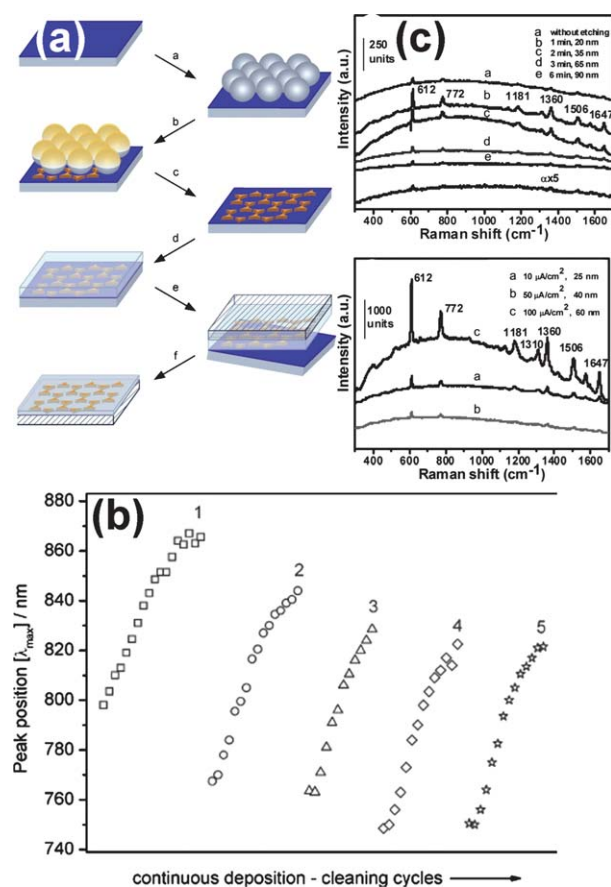 (a)
a
b
c
d
e
f
(c)
250
units
a without etching
b 1 min, 20 nm
c 2 min, 35 nm
d 3 min, 65 nm
e 6 min, 90 nm
612
772
1181
1360
1506
1647
a
b
c
d
e
αx5
Intensity (a.u.)
400 600 800 1000 1200 1400 1600
Raman shift (cm-1)
1000
units
a 10 µA/cm², 25 nm
b 50 µA/cm², 40 nm
c 100 µA/cm², 60 nm
612
772
1181
1310
1360
1506
1647
c
a
b
Intensity (a.u.)
400 600 800 1000 1200 1400 1600
Raman shift (cm-1)
(b)
880
860
840
820
800
780
760
740
Peak position [λmax] / nm
1
2
3
4
5
continuous deposition - cleaning cycles